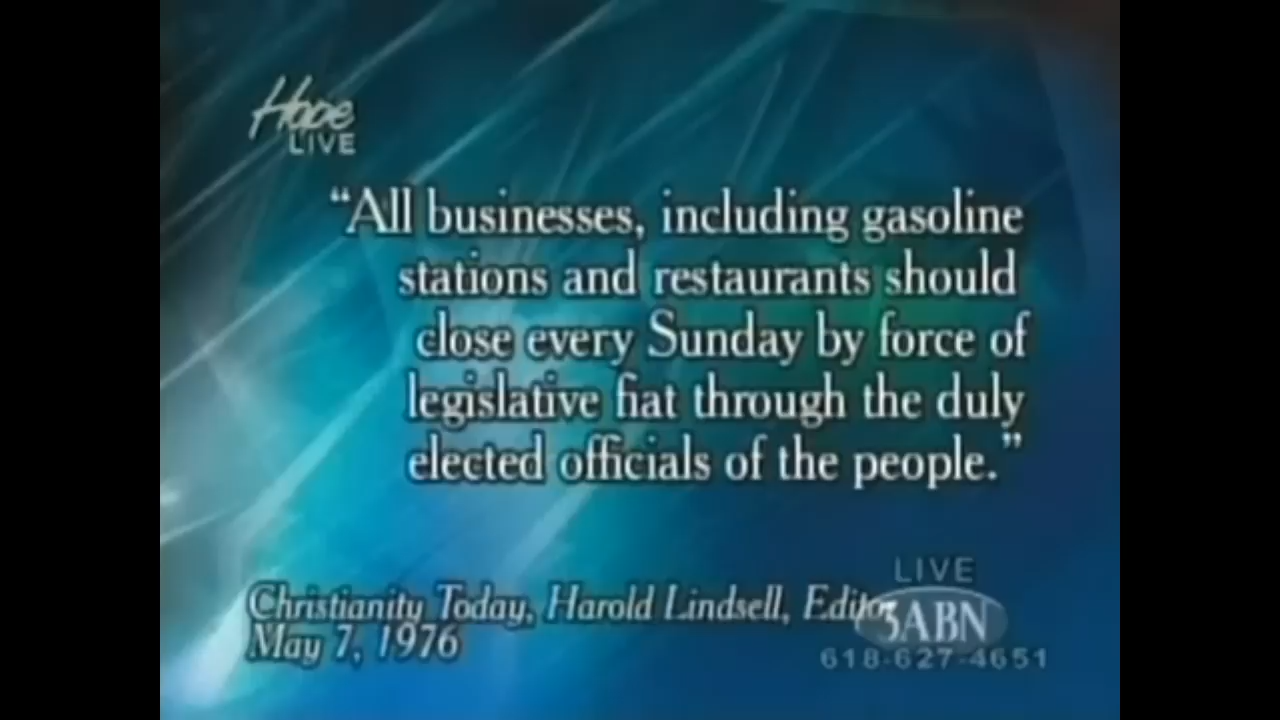 Hope
LIVE
“All businesses, including gasoline
stations and restaurants should
close every Sunday by force of
legislative fiat through the duly
elected officials of the people.”
Christianity Today, Harold Lindsell, Editor
May 7, 1976
LIVE
3ABN
618-627-4651